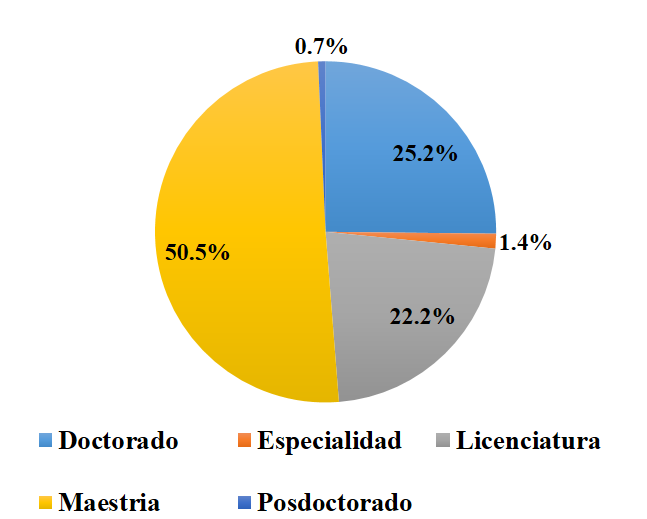 0.7%
25.2%
50.5%
1.4%
22.2%
Doctorado Especialidad Licenciatura
Maestria Posdoctorado